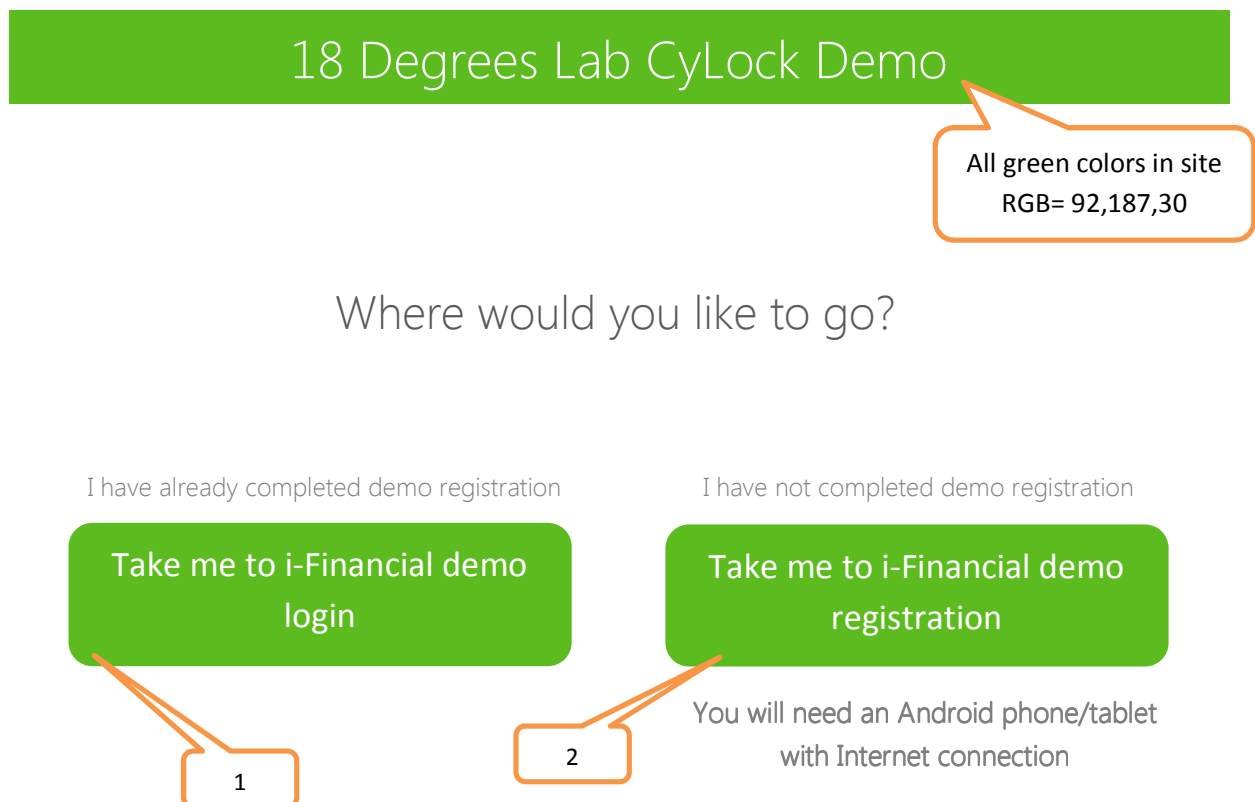 18 Degrees Lab CyLock Demo
All green colors in site
RGB= 92,187,30
Where would you like to go?
I have already completed demo registration
Take me to i-Financial demo
login
1
I have not completed demo registration
Take me to i-Financial demo
registration
2
You will need an Android phone/tablet
with Internet connection